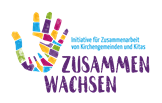 Initiative für Zusammenarbeit
von Kirchengemeinden und Kitas
ZUSAMMEN
WACHSEN